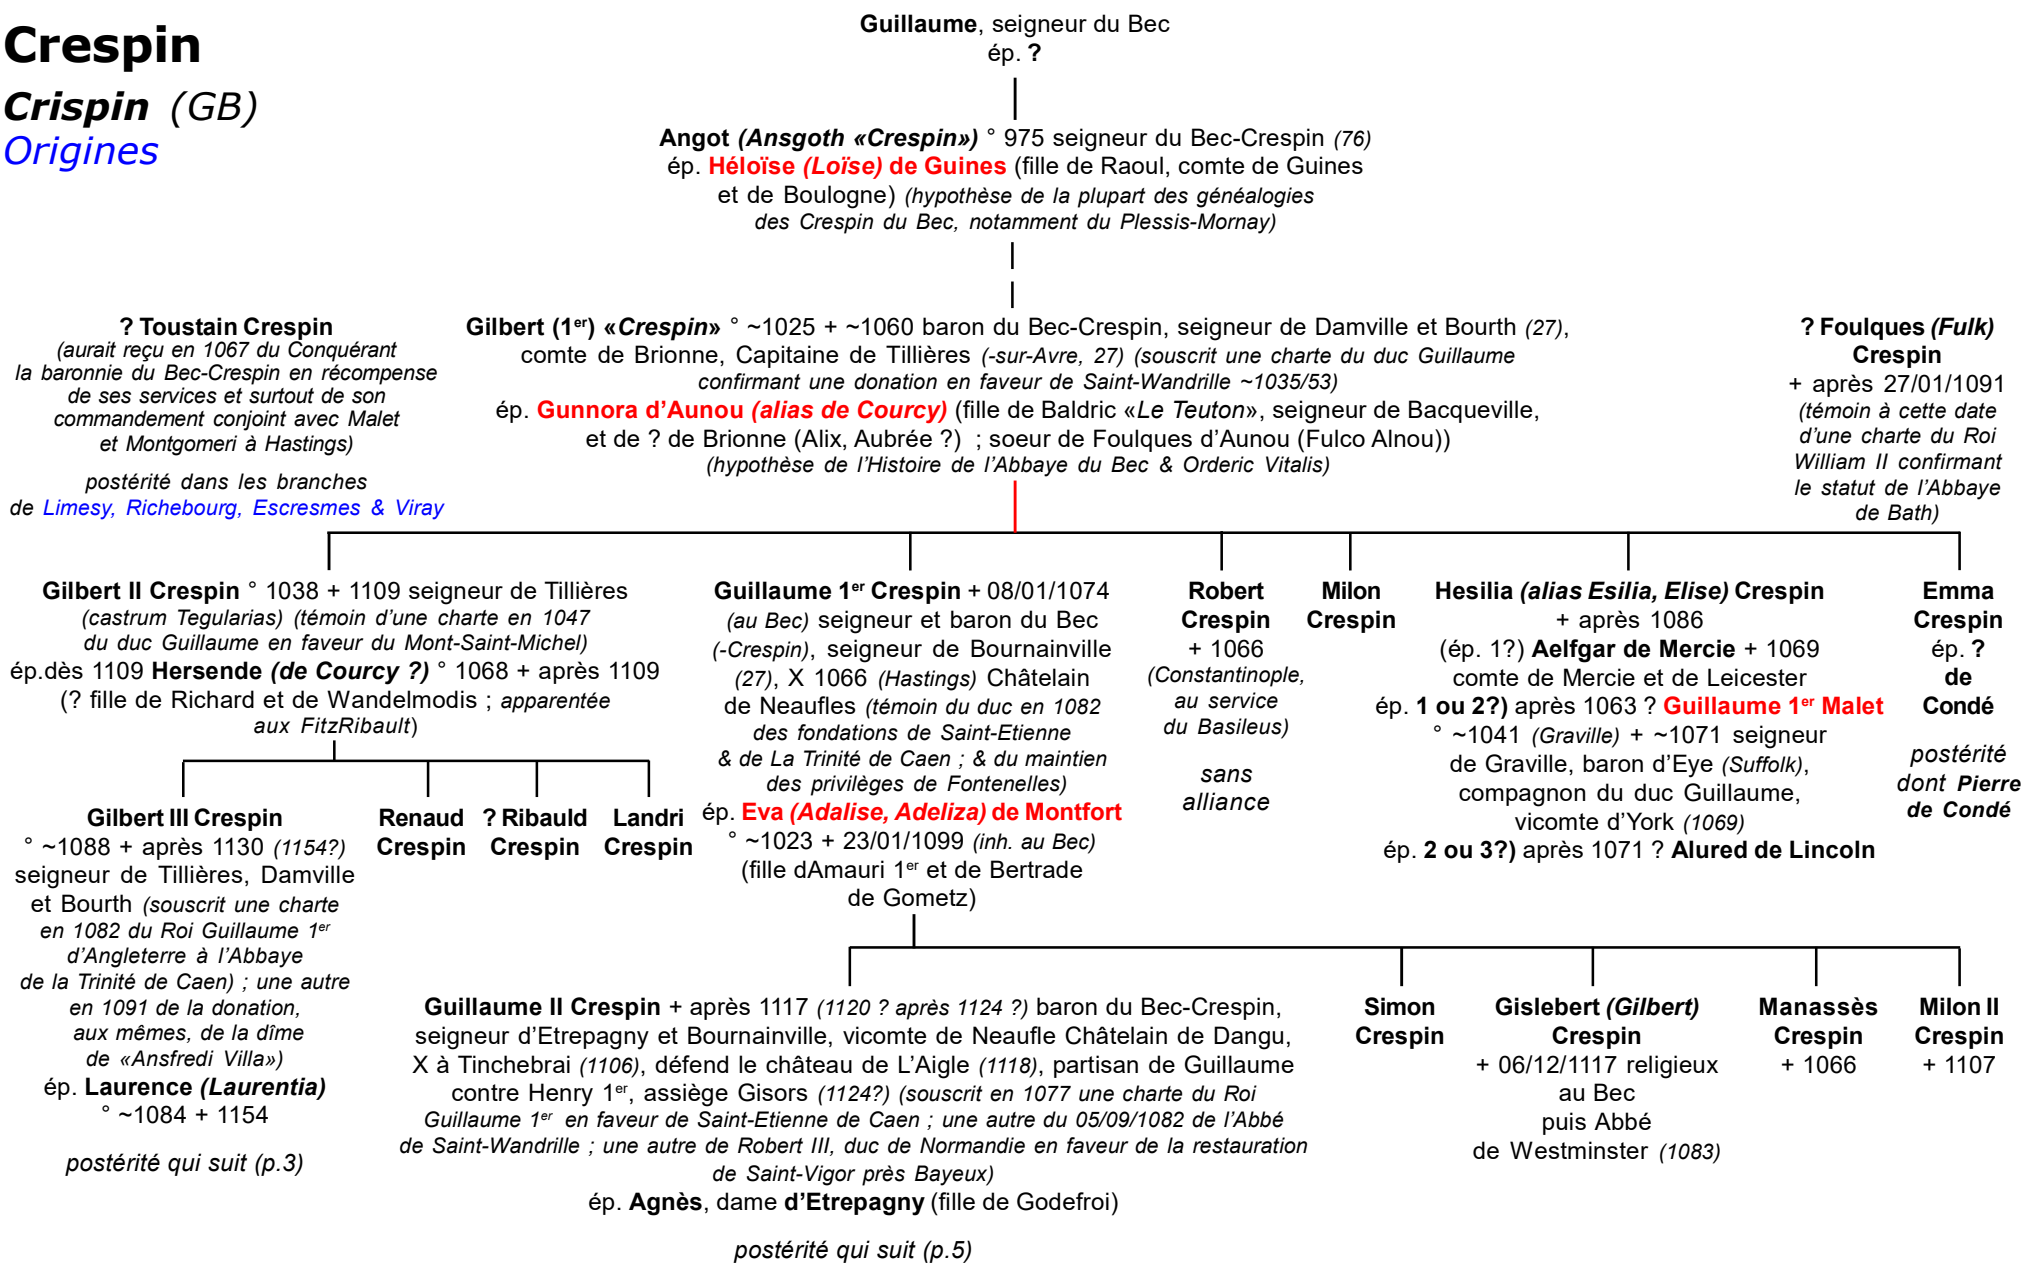 Crespin
Crispin (GB)
Origines
Guillaume, seigneur du Bec
ép. ?
Angot (Ansgoth «Crespin») ° 975 seigneur du Bec-Crespin (76)
ép. Héloïse (Loïse) de Guines (fille de Raoul, comte de Guines
et de Boulogne) (hypothèse de la plupart des généalogies
des Crespin du Bec, notamment du Plessis-Mornay)
? Toustain Crespin
(aurait reçu en 1067 du Conquérant
la baronnie du Bec-Crespin en récompense
de ses services et surtout de son
commandement conjoint avec Malet
et Montgomeri à Hastings)
postérité dans les branches
de Limesy, Richebourg, Escresmes & Viray
Gilbert (1er) «Crespin» ° ~1025 + ~1060 baron du Bec-Crespin, seigneur de Damville et Bourth (27),
comte de Brionne, Capitaine de Tillières (-sur-Avre, 27) (souscrit une charte du duc Guillaume
confirmant une donation en faveur de Saint-Wandrille ~1035/53)
ép. Gunnora d'Aunou (alias de Courcy) (fille de Baldric «Le Teuton», seigneur de Bacqueville,
et de ? de Brionne (Alix, Aubrée ?) ; soeur de Foulques d'Aunou (Fulco Alnou))
(hypothèse de l'Histoire de l'Abbaye du Bec & Orderic Vitalis)
? Foulques (Fulk)
Crespin
+ après 27/01/1091
(témoin à cette date
d'une charte du Roi
William II confirmant
le statut de l'Abbaye
de Bath)
Gilbert II Crespin ° 1038 + 1109 seigneur de Tillières
(castrum Tegularias) (témoin d'une charte en 1047
du duc Guillaume en faveur du Mont-Saint-Michel)
ép.dès 1109 Hersende (de Courcy ?) ° 1068 + après 1109
(? fille de Richard et de Wandelmodis ; apparentée
aux FitzRibault)
Guillaume 1er Crespin + 08/01/1074
(au Bec) seigneur et baron du Bec
(-Crespin), seigneur de Bournainville
(27), X 1066 (Hastings) Châtelain
de Neaufles (témoin du duc en 1082
des fondations de Saint-Etienne
& de La Trinité de Caen ; & du maintien
des privilèges de Fontenelles)
ép. Eva (Adalise, Adeliza) de Montfort
° ~1023 + 23/01/1099 (inh. au Bec)
(fille dAmauri 1er et de Bertrade
de Gometz)
Robert
Crespin
+ 1066
(Constantinople,
au service
du Basileus)
sans
alliance
Milon
Crespin
Hesilia (alias Esilia, Elise) Crespin
+ après 1086
(ép. 1?) Aelfgar de Mercie + 1069
comte de Mercie et de Leicester
ép. 1 ou 2?) après 1063 ? Guillaume 1er Malet
° ~1041 (Graville) + ~1071 seigneur
de Graville, baron d'Eye (Suffolk),
compagnon du duc Guillaume,
vicomte d'York (1069)
ép. 2 ou 3?) après 1071 ? Alured de Lincoln
Emma
Crespin
ép. ?
de
Condé
postérité
dont Pierre
de Condé
Gilbert III Crespin
° ~1088 + après 1130 (1154?)
seigneur de Tillières, Damville
et Bourth (souscrit une charte
en 1082 du Roi Guillaume 1er
d'Angleterre à l'Abbaye
de la Trinité de Caen) ; une autre
en 1091 de la donation,
aux mêmes, de la dîme
de «Ansfredi Villa»)
ép. Laurence (Laurentia)
° ~1084 + 1154
postérité qui suit (p.3)
Renaud
Crespin
? Ribauld
Crespin
Landri
Crespin
Guillaume II Crespin + après 1117 (1120 ? après 1124 ?) baron du Bec-Crespin,
seigneur d'Etrepagny et Bournainville, vicomte de Neaufle Châtelain de Dangu,
X à Tinchebrai (1106), défend le château de L'Aigle (1118), partisan de Guillaume
contre Henry 1er, assiège Gisors (1124?) (souscrit en 1077 une charte du Roi
Guillaume 1er en faveur de Saint-Etienne de Caen ; une autre du 05/09/1082 de l'Abbé
de Saint-Wandrille ; une autre de Robert III, duc de Normandie en faveur de la restauration
de Saint-Vigor près Bayeux)
ép. Agnès, dame d'Etrepagny (fille de Godefroi)
postérité qui suit (p.5)
Simon
Crespin
Gislebert (Gilbert)
Crespin
+ 06/12/1117 religieux
au Bec
puis Abbé
de Westminster (1083)
Manassès
Crespin
+ 1066
Milon II
Crespin
+ 1107